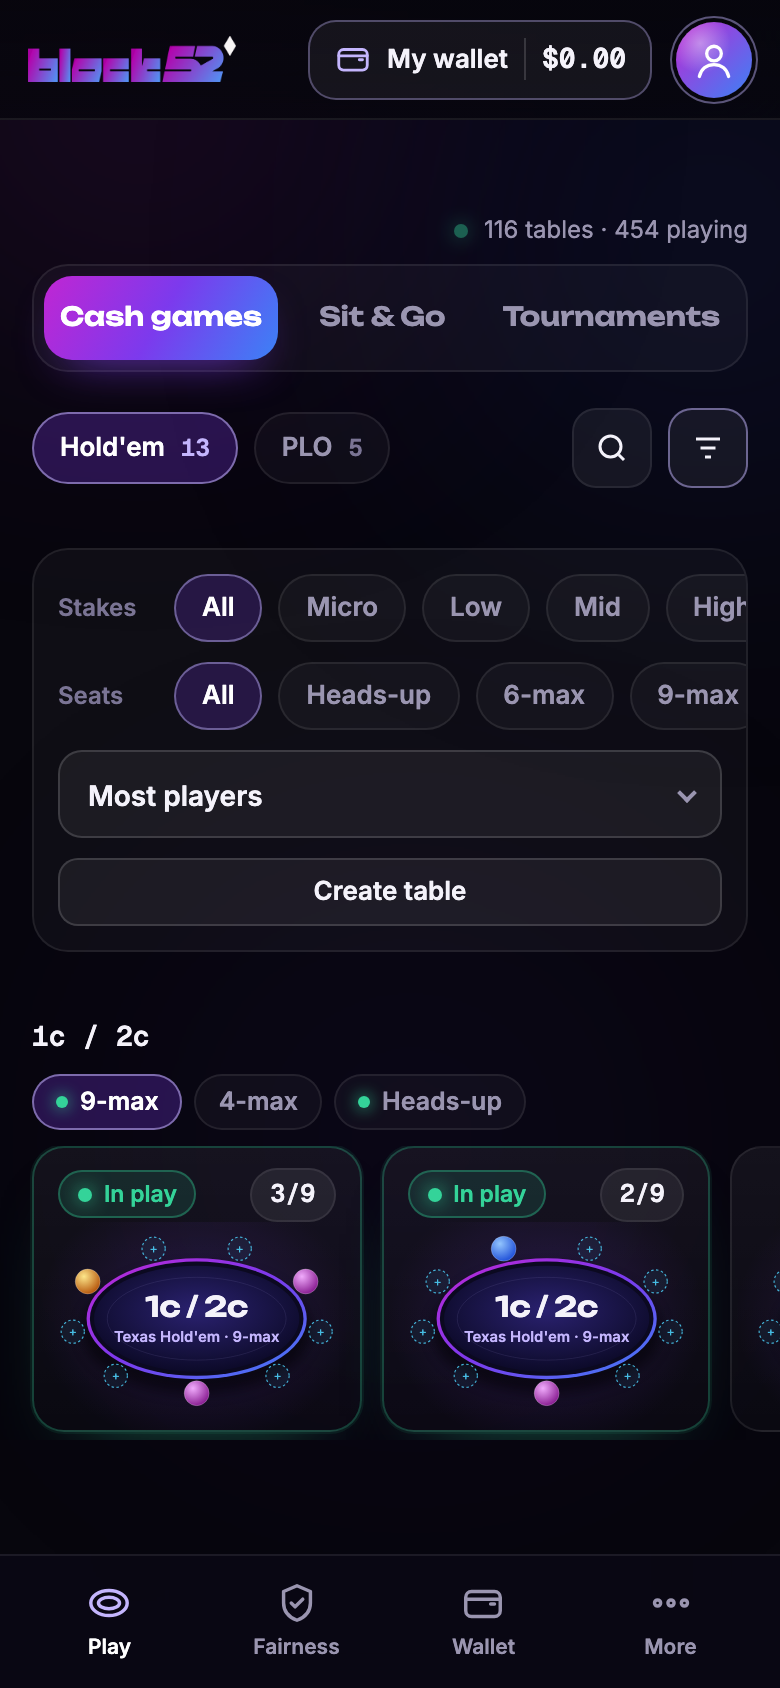 block52
My wallet $0.00
116 tables · 454 playing
Cash games Sit & Go Tournaments
Hold'em 13 PLO 5
Stakes All Micro Low Mid High
Seats All Heads-up 6-max 9-max
Most players
Create table
1c / 2c
9-max 4-max Heads-up
In play 3/9 In play 2/9
1c / 2c 1c / 2c
Texas Hold'em · 9-max Texas Hold'em · 9-max
Play Fairness Wallet More